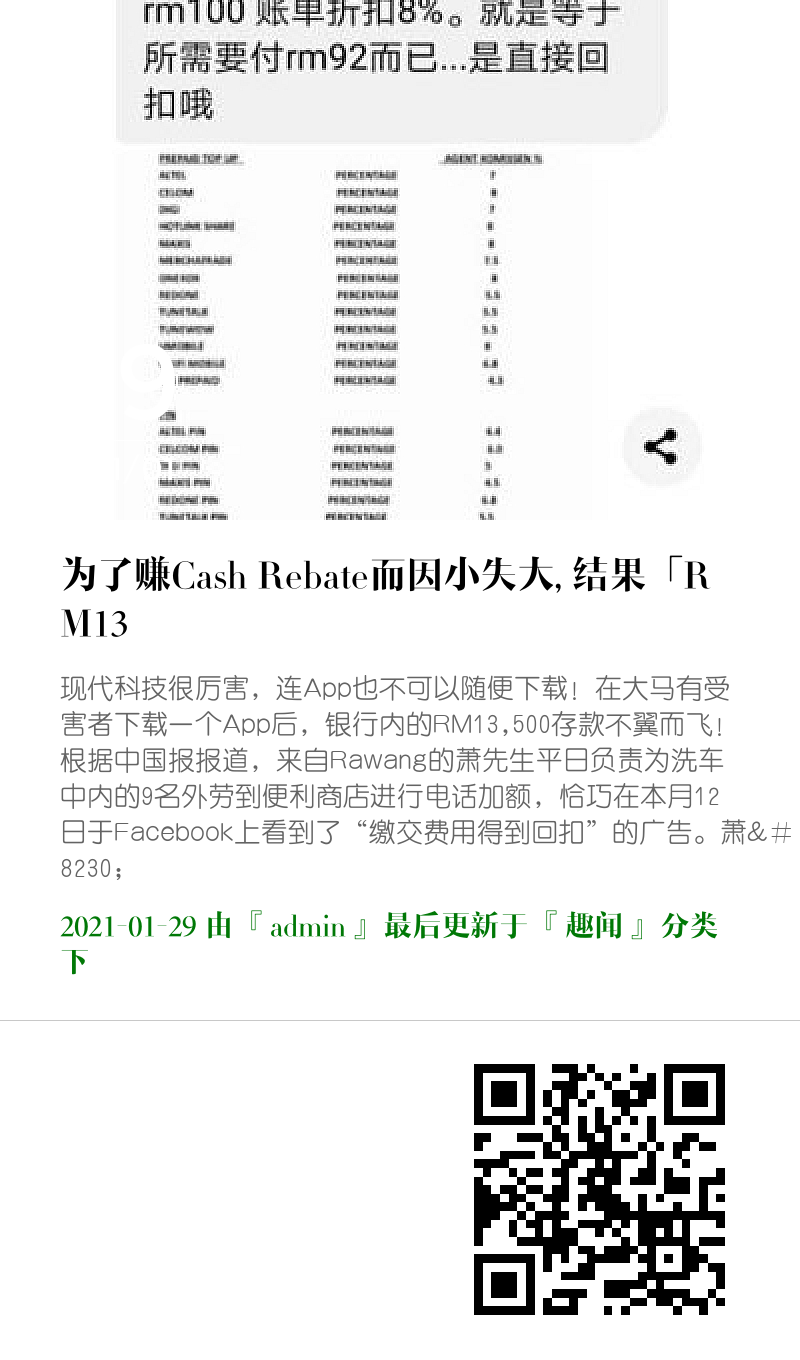 rm100 账单折扣8%。就是等于
所需要付rm92而已...是直接回
扣哦
PREPAID TOP UP AGENT KOMISSEN %
ALTEL PERCENTAGE 7
CELCOM PERCENTAGE 8
DIGI PERCENTAGE 7
HOTLINK SHARE PERCENTAGE 8
MAXIS PERCENTAGE 8
MERCHATRADE PERCENTAGE 7.5
ONEXOX PERCENTAGE 8
REDONE PERCENTAGE 5.5
TUNETALK PERCENTAGE 5.5
TUNEWOW PERCENTAGE 5.5
UMOBILE PERCENTAGE 8
MOBILE PERCENTAGE 6.8
PREPAID PERCENTAGE 4.5
ALTEL PIN PERCENTAGE 6.4
CELCOM PIN PERCENTAGE 6.0
PIN PERCENTAGE 5
MAXIS PIN PERCENTAGE 6.5
REDONE PIN PERCENTAGE 6.8
TUNETALK PIN PERCENTAGE 5.5
为了赚Cash Rebate而因小失大, 结果「R
M13
现代科技很厉害，连App也不可以随便下载！在大马有受
害者下载一个App后，银行内的RM13,500存款不翼而飞！
根据中国报报道，来自Rawang的萧先生平日负责为洗车
中内的9名外劳到便利商店进行电话加额，恰巧在本月12
日于Facebook上看到了“缴交费用得到回扣”的广告。萧&#
8230;
2021-01-29 由『 admin 』最后更新于『 趣闻 』分类
下